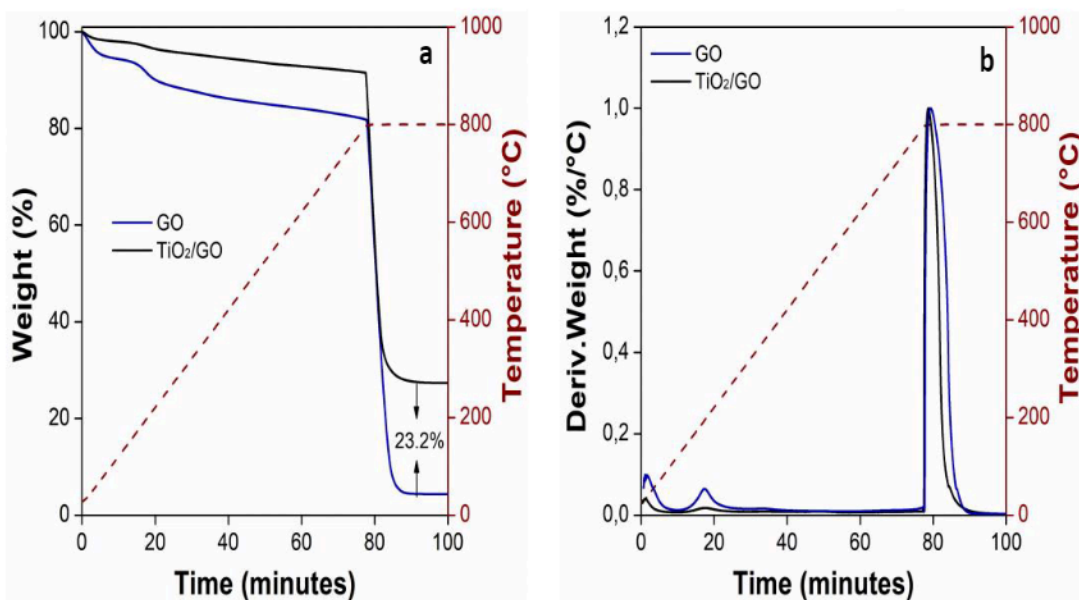 a
Weight (%)
100
80
60
40
20
0
GO
TiO₂/GO
23.2%
1000
800
600
400
200
0
Temperature (°C)
0 20 40 60 80 100
Time (minutes)
b
Deriv.Weight (%/°C)
1,2
1,0
0,8
0,6
0,4
0,2
0,0
GO
TiO₂/GO
1000
800
600
400
200
0
Temperature (°C)
0 20 40 60 80 100
Time (minutes)